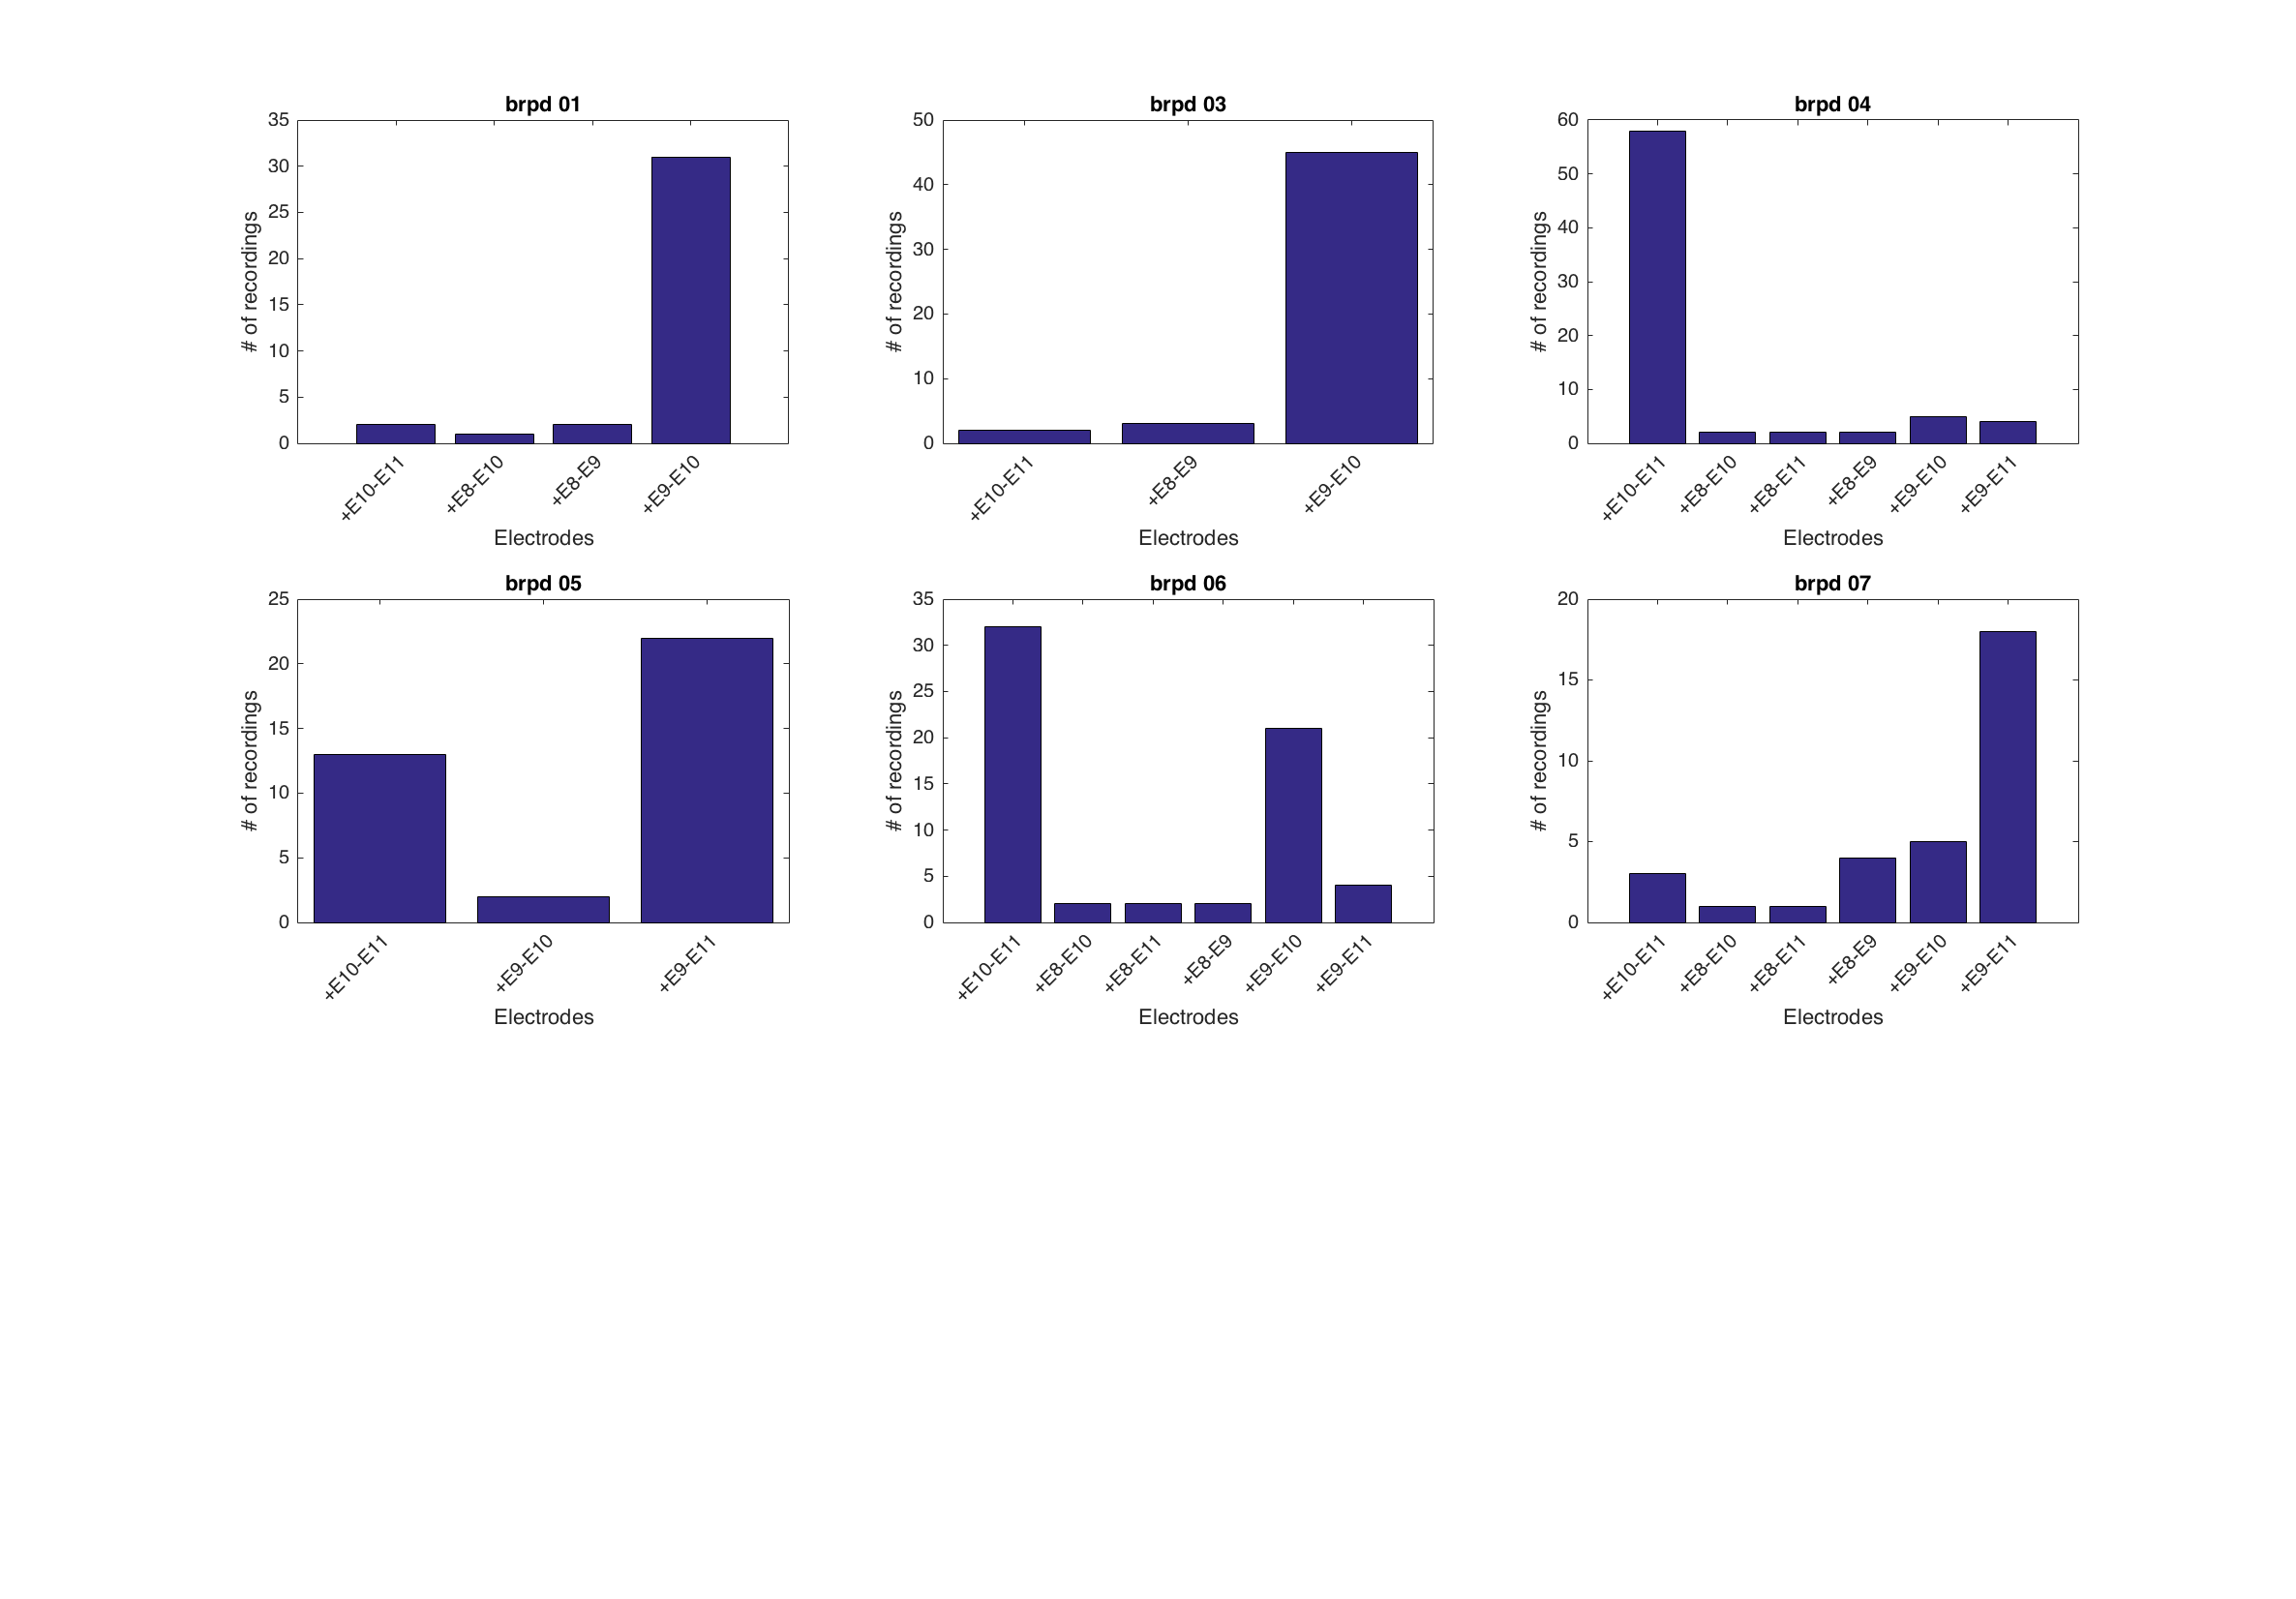 brpd 01
35
30
25
20
15
10
5
0
# of recordings
+E10-E11
+E8-E10
+E8-E9
+E9-E10
Electrodes
brpd 03
50
40
30
20
10
0
# of recordings
+E10-E11
+E8-E9
+E9-E10
Electrodes
brpd 04
60
50
40
30
20
10
0
# of recordings
+E10-E11
+E8-E10
+E8-E11
+E8-E9
+E9-E10
+E9-E11
Electrodes
brpd 05
25
20
15
10
5
0
# of recordings
+E10-E11
+E9-E10
+E9-E11
Electrodes
brpd 06
35
30
25
20
15
10
5
0
# of recordings
+E10-E11
+E8-E10
+E8-E11
+E8-E9
+E9-E10
+E9-E11
Electrodes
brpd 07
20
15
10
5
0
# of recordings
+E10-E11
+E8-E10
+E8-E11
+E8-E9
+E9-E10
+E9-E11
Electrodes